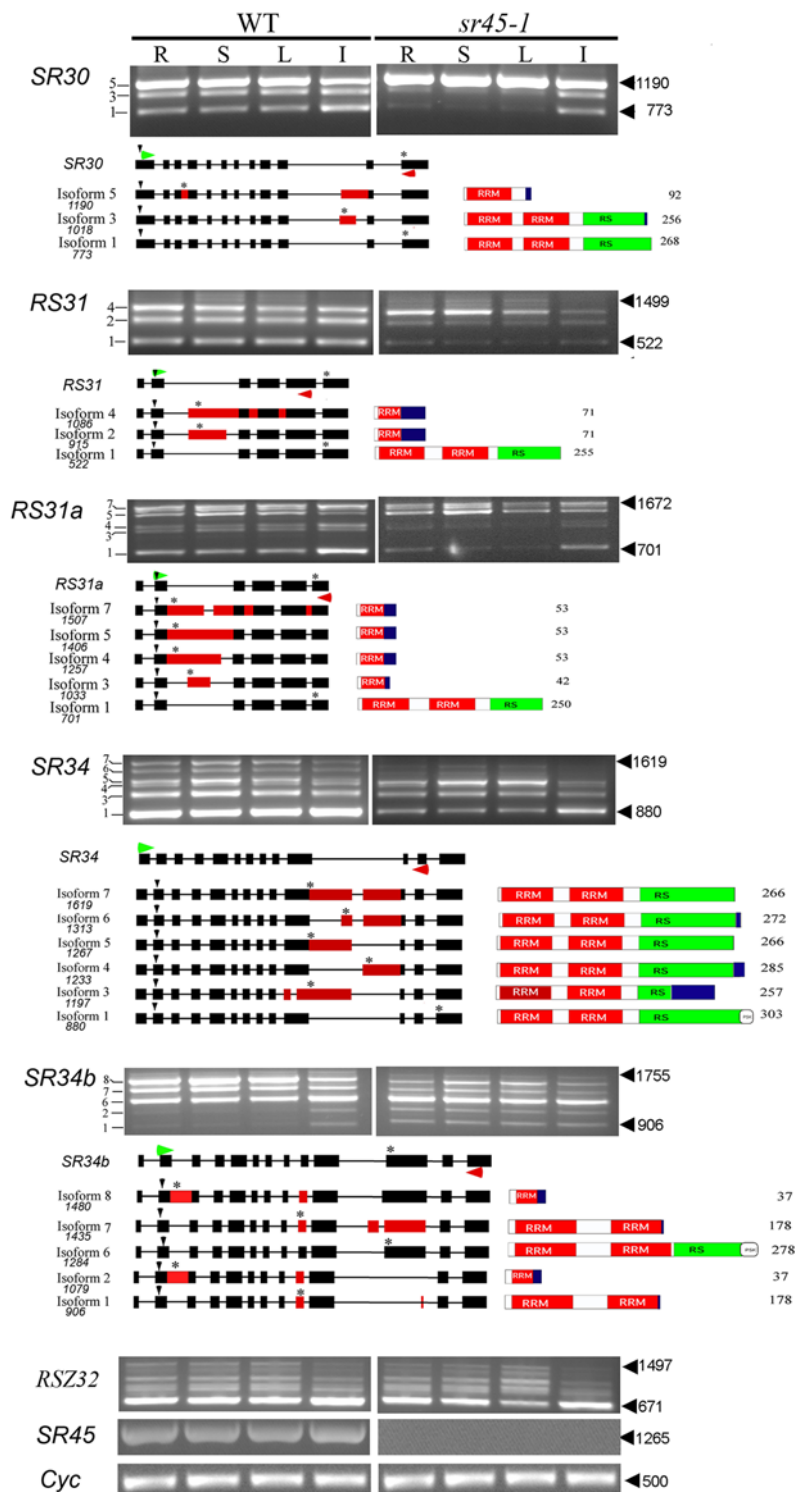 WT sr45-1
R S L I R S L I
SR30
5
3
1
1190
773
*
SR30
*
Isoform 5 RRM 92
1190
*
Isoform 3 RRM RRM RS 256
1018
*
Isoform 1 RRM RRM RS 268
773
RS31
4
2
1
1499
522
*
RS31
*
Isoform 4 RRM 71
1086
*
Isoform 2 RRM 71
915
*
Isoform 1 RRM RRM RS 255
522
RS31a
7
5
4
3
1
1672
701
*
RS31a
*
Isoform 7 RRM 53
1507
*
Isoform 5 RRM 53
1406
*
Isoform 4 RRM 53
1257
*
Isoform 3 RRM 42
1033
*
Isoform 1 RRM RRM RS 250
701
SR34
7
6
5
4
3
1
1619
880
SR34
*
Isoform 7 RRM RRM RS 266
1619
*
Isoform 6 RRM RRM RS 272
1313
*
Isoform 5 RRM RRM RS 266
1267
*
Isoform 4 RRM RRM RS 285
1233
*
Isoform 3 RRM RRM RS 257
1197
*
Isoform 1 RRM RRM RS PSK 303
880
SR34b
8
7
6
2
1
1755
906
*
SR34b
*
Isoform 8 RRM 37
1480
*
Isoform 7 RRM RRM 178
1435
*
Isoform 6 RRM RRM RS PSK 278
1284
*
Isoform 2 RRM 37
1079
*
Isoform 1 RRM RRM 178
906
RSZ32
1497
671
SR45
1265
Cyc
500